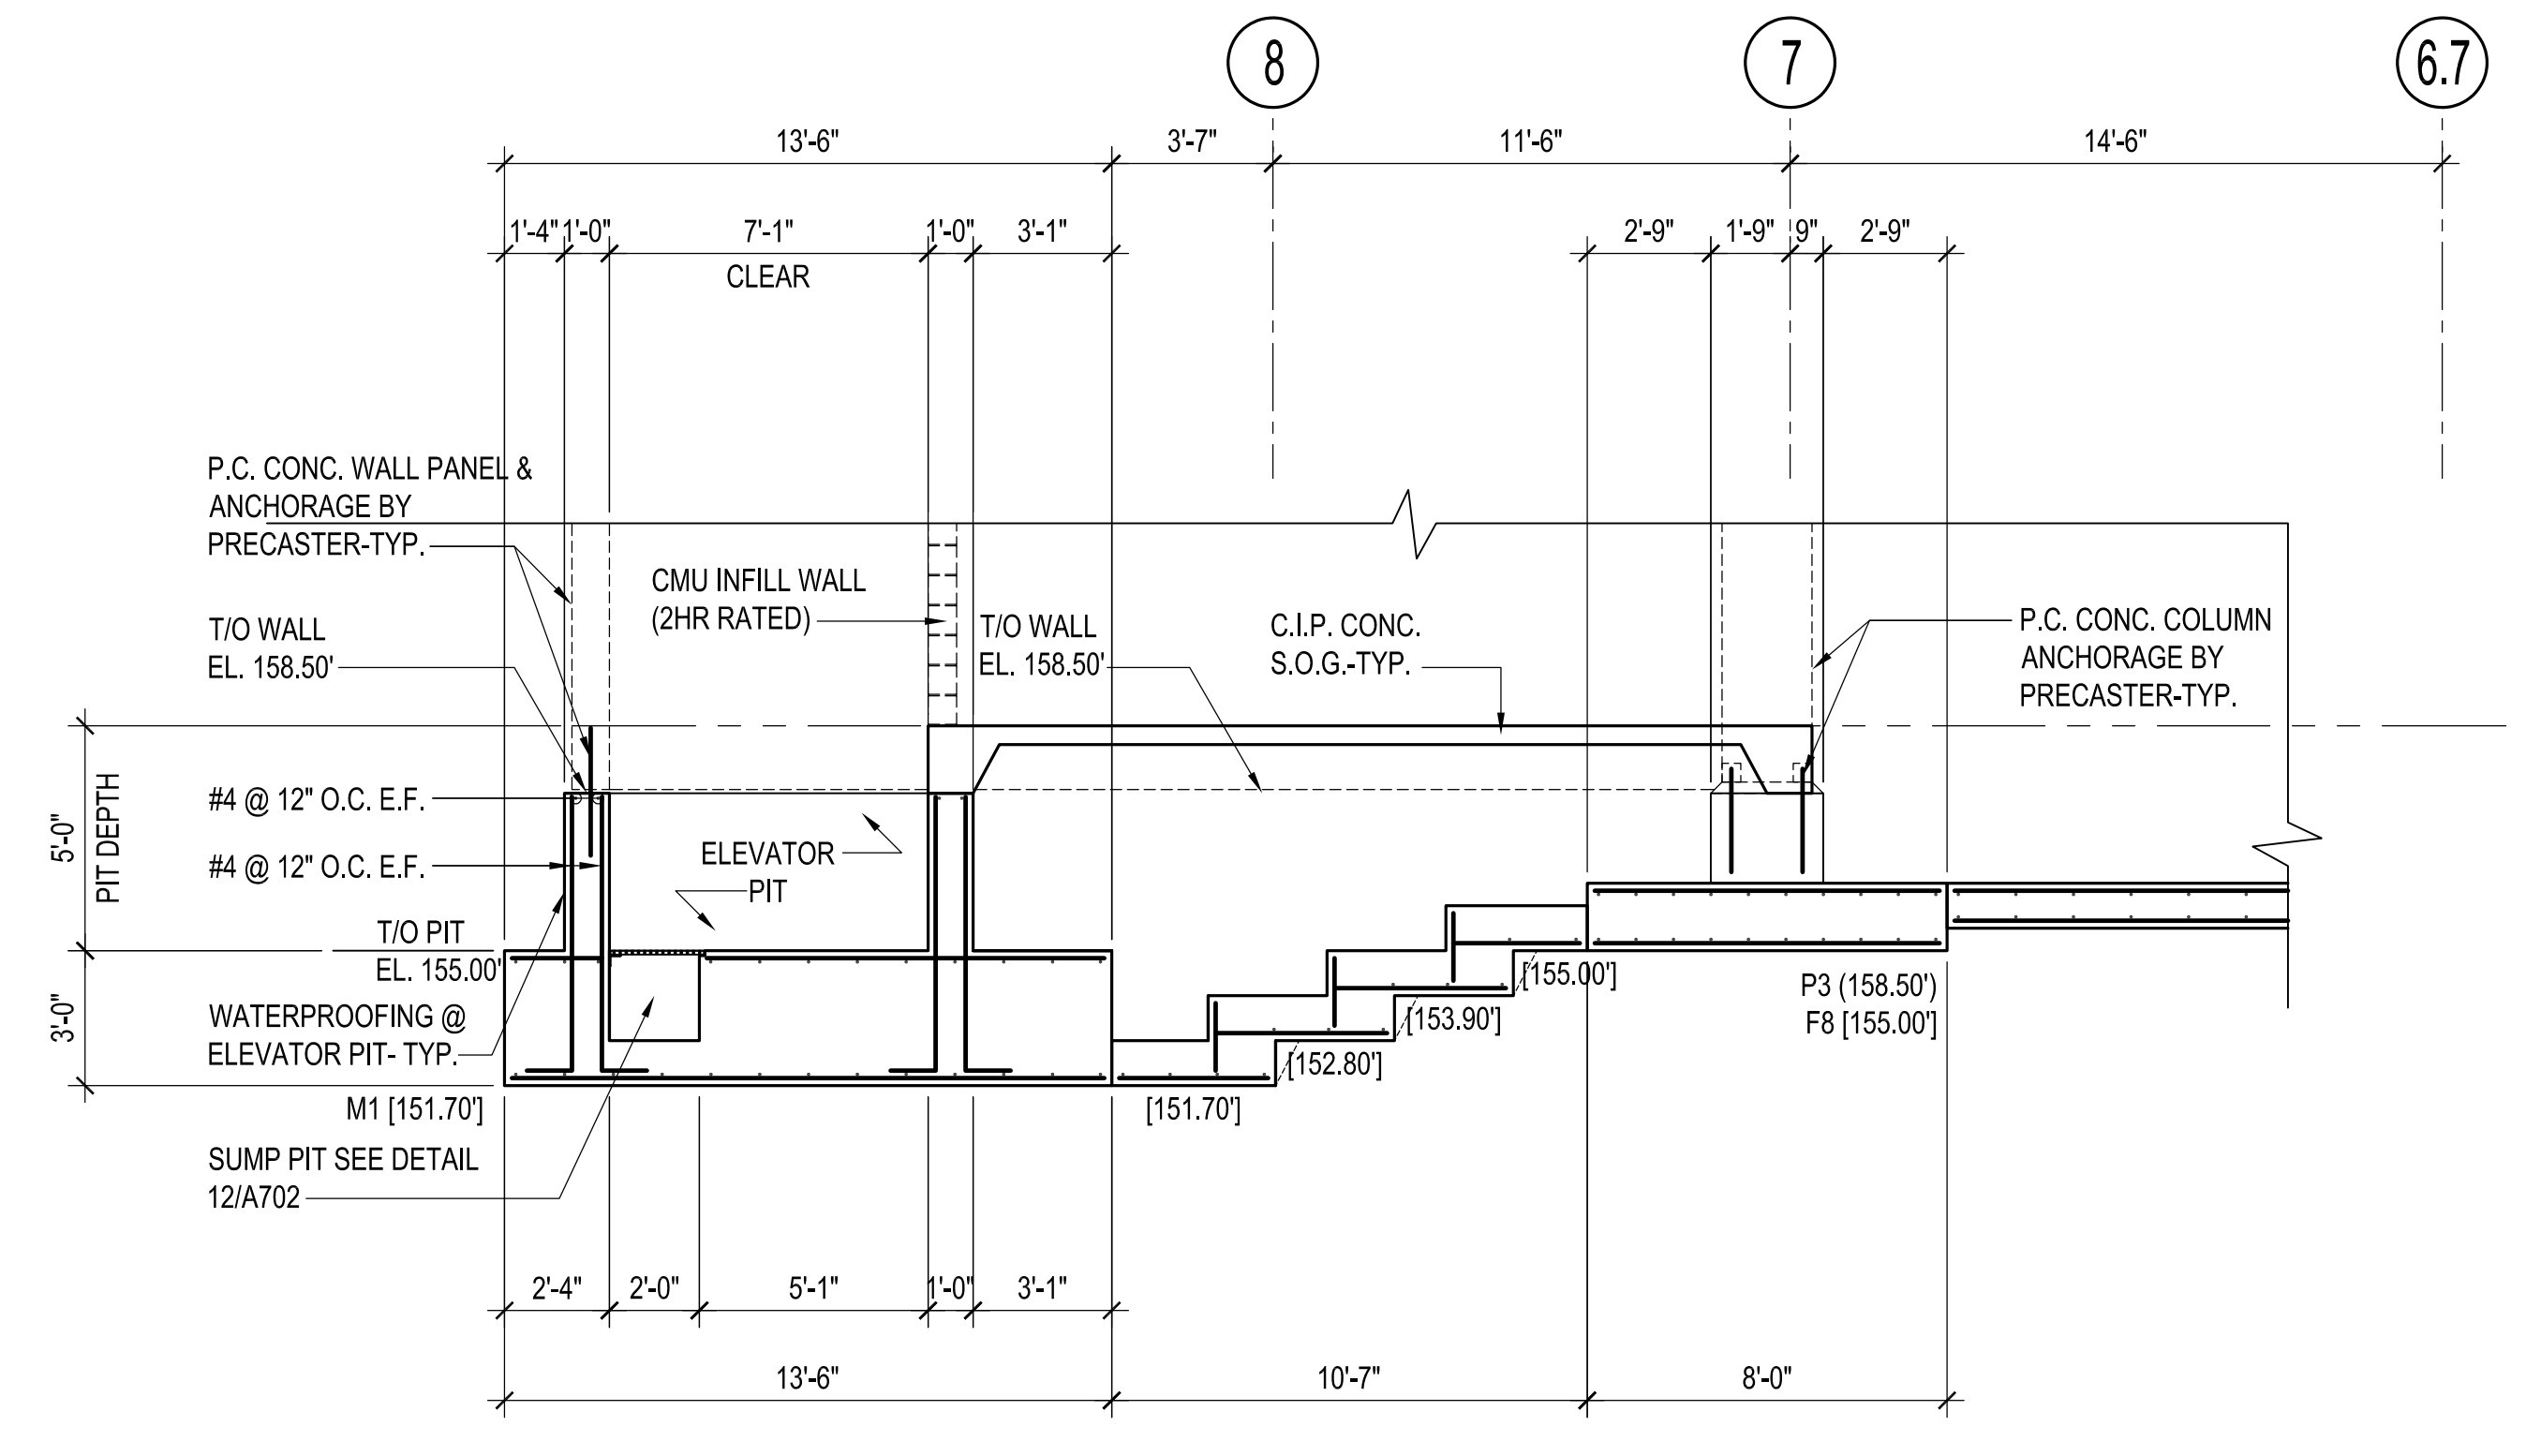 8
7
6.7
13'-6"
3'-7"
11'-6"
14'-6"
1'-4"
1'-0"
7'-1"
1'-0"
3'-1"
2'-9"
1'-9"
9"
2'-9"
CLEAR
P.C. CONC. WALL PANEL &
ANCHORAGE BY
PRECASTER-TYP.
CMU INFILL WALL
(2HR RATED)
T/O WALL
EL. 158.50'
T/O WALL
EL. 158.50'
C.I.P. CONC.
S.O.G.-TYP.
P.C. CONC. COLUMN
ANCHORAGE BY
PRECASTER-TYP.
5'-0"
PIT DEPTH
#4 @ 12" O.C. E.F.
#4 @ 12" O.C. E.F.
ELEVATOR
PIT
T/O PIT
EL. 155.00'
3'-0"
WATERPROOFING @
ELEVATOR PIT- TYP.
M1 [151.70']
[151.70']
[152.80']
[153.90']
[155.00']
P3 (158.50')
F8 [155.00']
SUMP PIT SEE DETAIL
12/A702
2'-4"
2'-0"
5'-1"
1'-0"
3'-1"
13'-6"
10'-7"
8'-0"